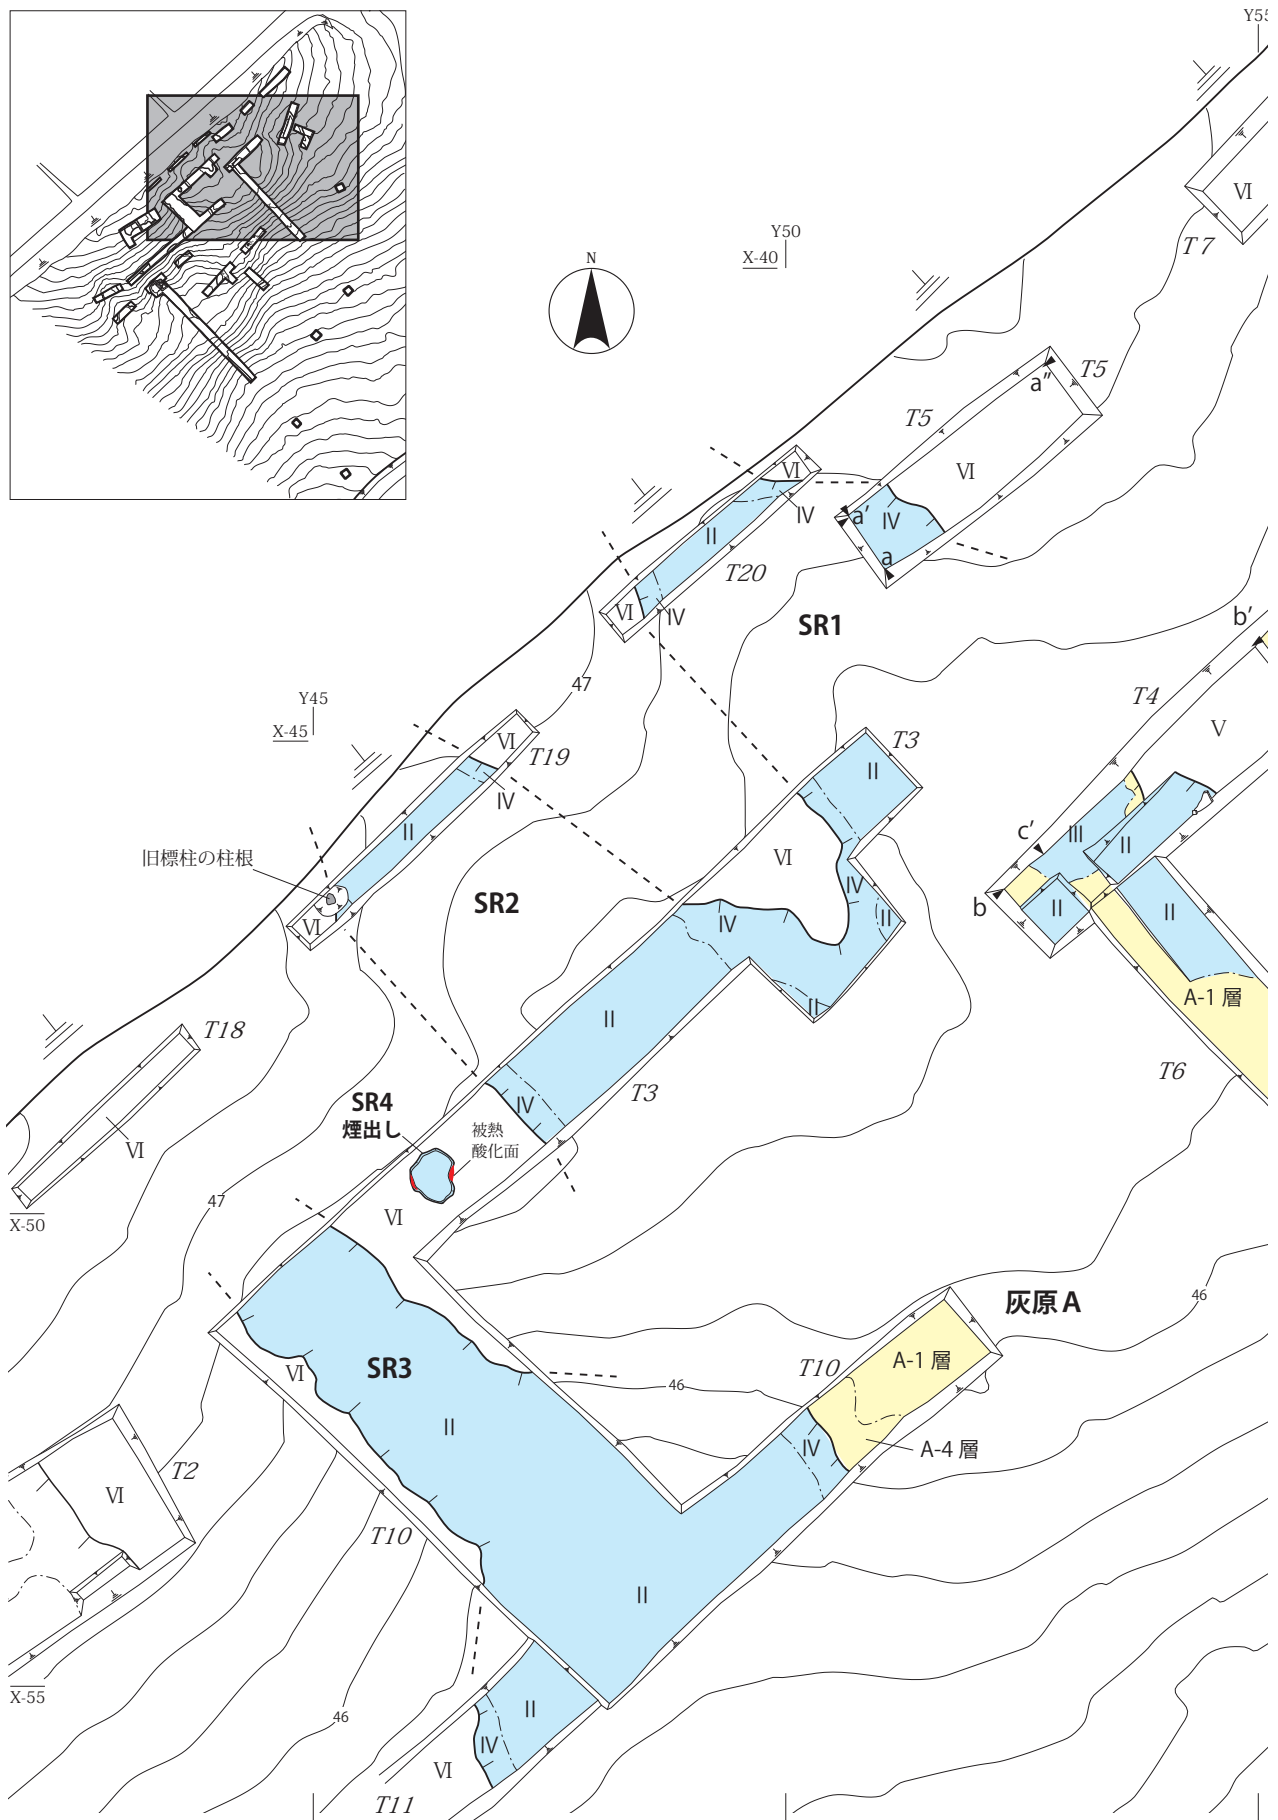 Y55
N
Y50
X-40
VI
T7
a″
T5
T5
VI
VI
a′
IV
IV
II
a
T20
VI
IV
SR1
b′
47
Y45
X-45
T4
V
VI
T3
T19
II
IV
II
c′
III
II
旧標柱の柱根
VI
IV
SR2
b
II
II
VI
IV
II
A-1 層
II
II
T18
T6
SR4
煙出し
IV
T3
被熱
酸化面
VI
47
X-50
VI
灰原 A
46
A-1 層
T10
VI
SR3
46
II
IV
A-4 層
T2
VI
T10
II
X-55
46
II
IV
VI
T11